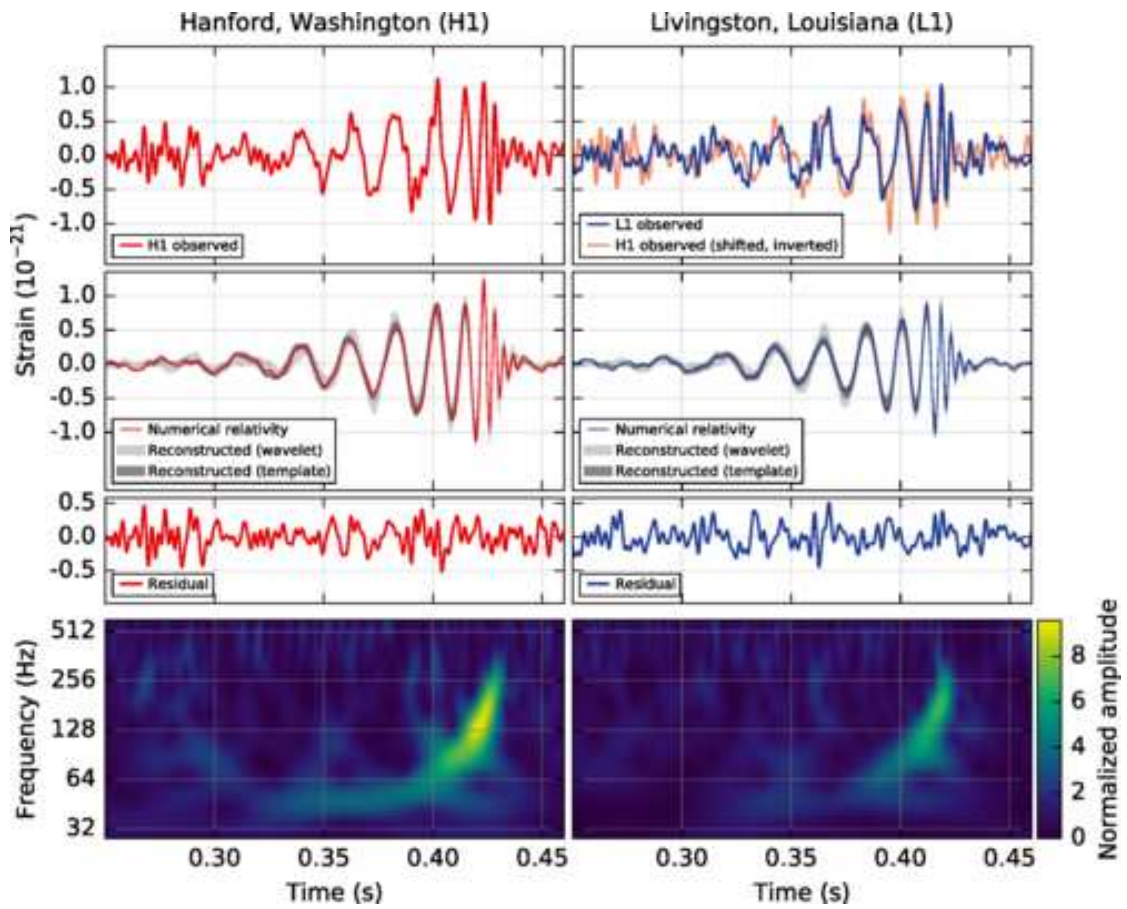 Hanford, Washington (H1)
Livingston, Louisiana (L1)
Strain (10⁻²¹)
1.0
0.5
0.0
-0.5
-1.0
H1 observed
L1 observed
H1 observed (shifted, inverted)
1.0
0.5
0.0
-0.5
-1.0
Numerical relativity
Reconstructed (wavelet)
Reconstructed (template)
Numerical relativity
Reconstructed (wavelet)
Reconstructed (template)
0.5
0.0
-0.5
Residual
Residual
Frequency (Hz)
512
256
128
64
32
Normalized amplitude
8
6
4
2
0
0.30 0.35 0.40 0.45
0.30 0.35 0.40 0.45
Time (s)
Time (s)